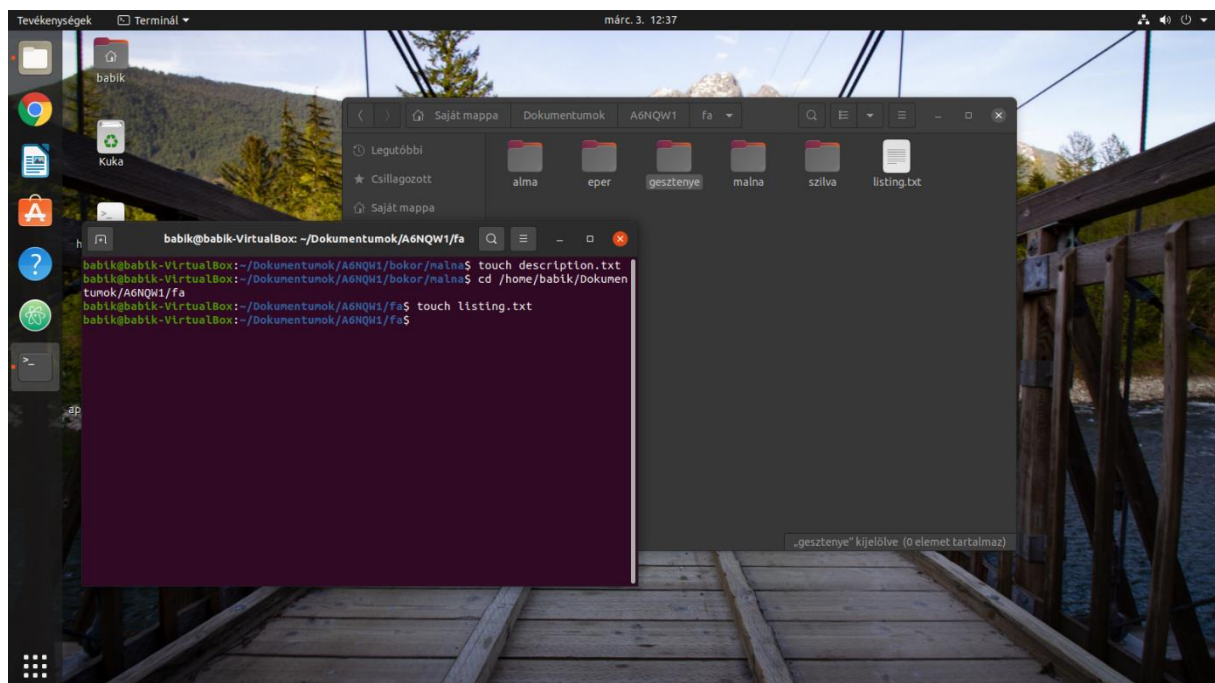 Tevékenységek Terminál márc. 3. 12:37
babik
Kuka
Saját mappa Dokumentumok A6NQW1 fa
Legutóbbi
Csillagozott
Saját mappa
alma eper gesztenye malna szilva listing.txt
babik@babik-VirtualBox: ~/Dokumentumok/A6NQW1/fa
babik@babik-VirtualBox:~/Dokumentumok/A6NQW1/bokor/malna$ touch description.txt
babik@babik-VirtualBox:~/Dokumentumok/A6NQW1/bokor/malna$ cd /home/babik/Dokumen
tumok/A6NQW1/fa
babik@babik-VirtualBox:~/Dokumentumok/A6NQW1/fa$ touch listing.txt
babik@babik-VirtualBox:~/Dokumentumok/A6NQW1/fa$
„gesztenye” kijelölve (0 elemet tartalmaz)